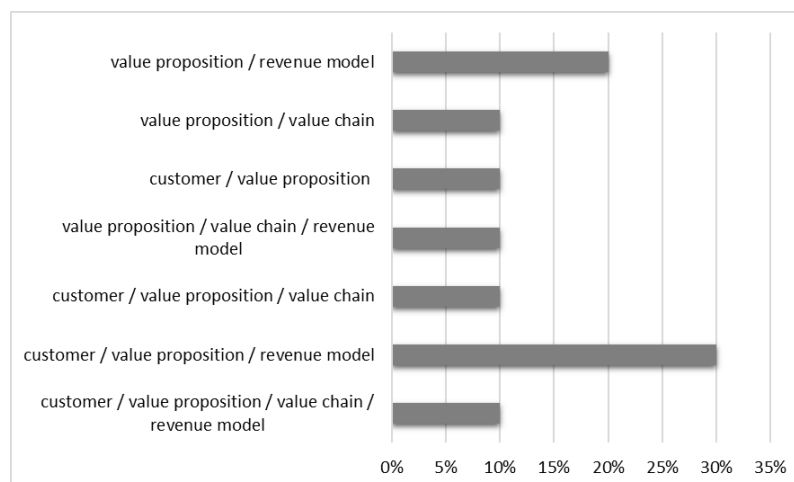 value proposition / revenue model
value proposition / value chain
customer / value proposition
value proposition / value chain / revenue
model
customer / value proposition / value chain
customer / value proposition / revenue model
customer / value proposition / value chain /
revenue model
0% 5% 10% 15% 20% 25% 30% 35%